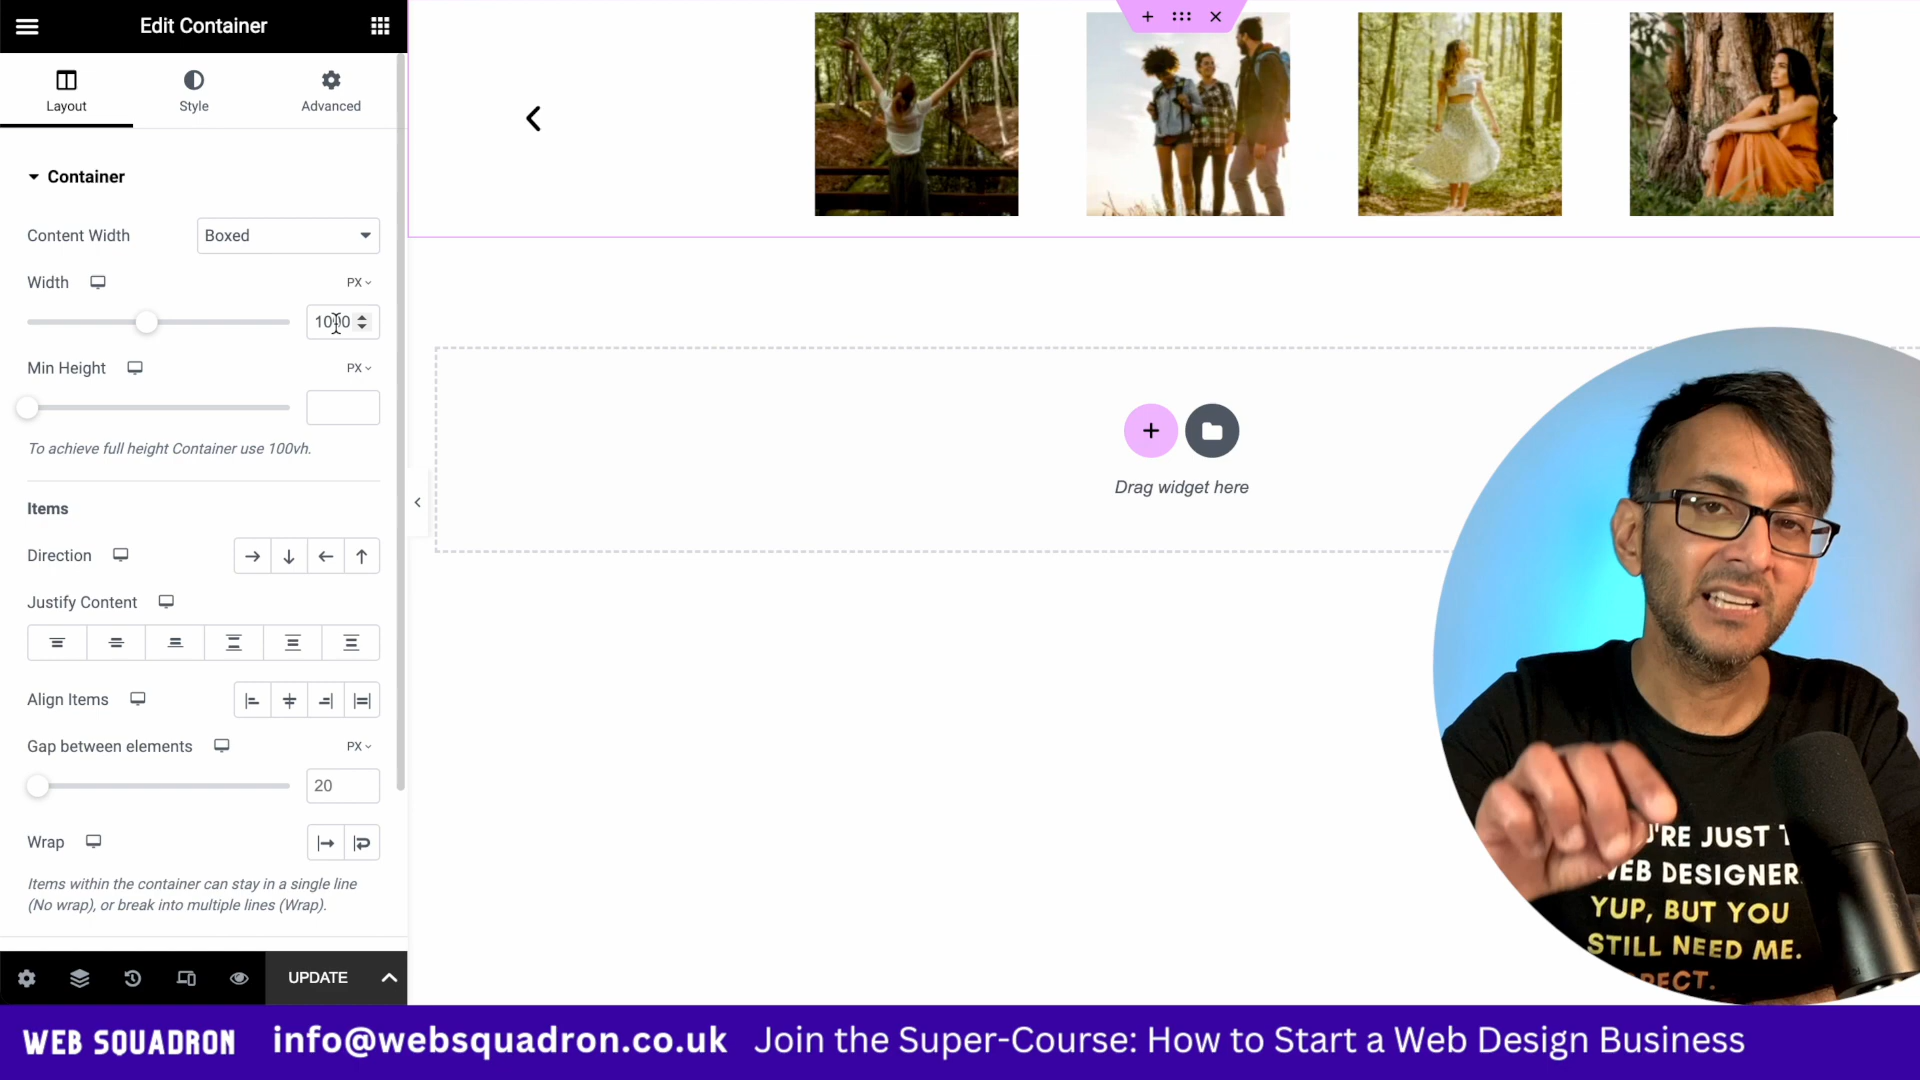 Edit Container
Layout
Style
Advanced
Container
Content Width
Boxed
Width
PX
1000
Min Height
PX
To achieve full height Container use 100vh.
Items
Direction
Justify Content
Align Items
Gap between elements
PX
20
Wrap
Items within the container can stay in a single line
(No wrap), or break into multiple lines (Wrap).
UPDATE
Drag widget here
'RE JUST
WEB DESIGNER.
YUP, BUT YOU
STILL NEED ME.
WEB SQUADRON
info@websquadron.co.uk
Join the Super-Course: How to Start a Web Design Business